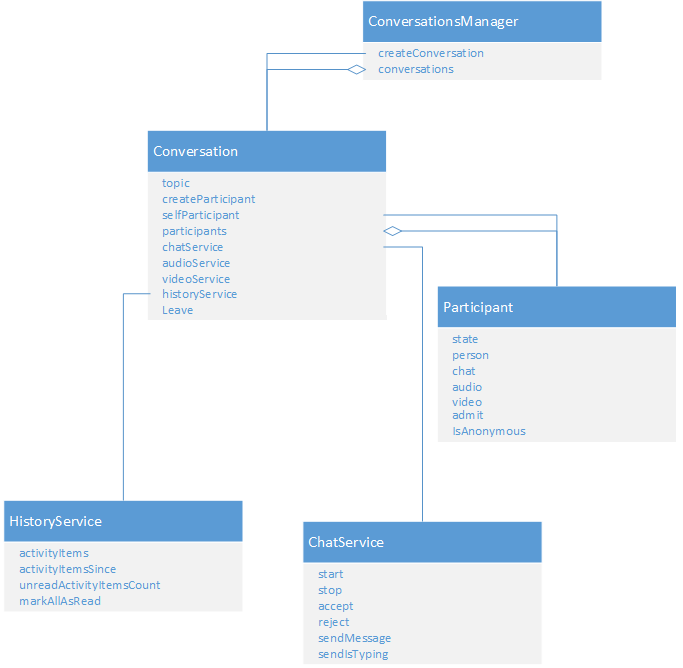 ConversationsManager
createConversation
conversations
Conversation
topic
createParticipant
selfParticipant
participants
chatService
audioService
videoService
historyService
Leave
Participant
state
person
chat
audio
video
admit
IsAnonymous
HistoryService
activityItems
activityItemsSince
unreadActivityItemsCount
markAllAsRead
ChatService
start
stop
accept
reject
sendMessage
sendIsTyping